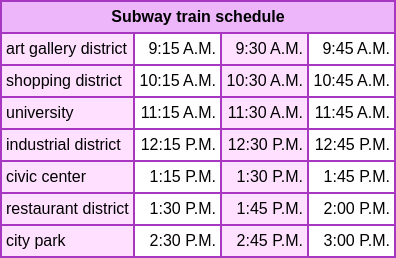 Subway train schedule
art gallery district 9:15 A.M. 9:30 A.M. 9:45 A.M.
shopping district 10:15 A.M. 10:30 A.M. 10:45 A.M.
university 11:15 A.M. 11:30 A.M. 11:45 A.M.
industrial district 12:15 P.M. 12:30 P.M. 12:45 P.M.
civic center 1:15 P.M. 1:30 P.M. 1:45 P.M.
restaurant district 1:30 P.M. 1:45 P.M. 2:00 P.M.
city park 2:30 P.M. 2:45 P.M. 3:00 P.M.